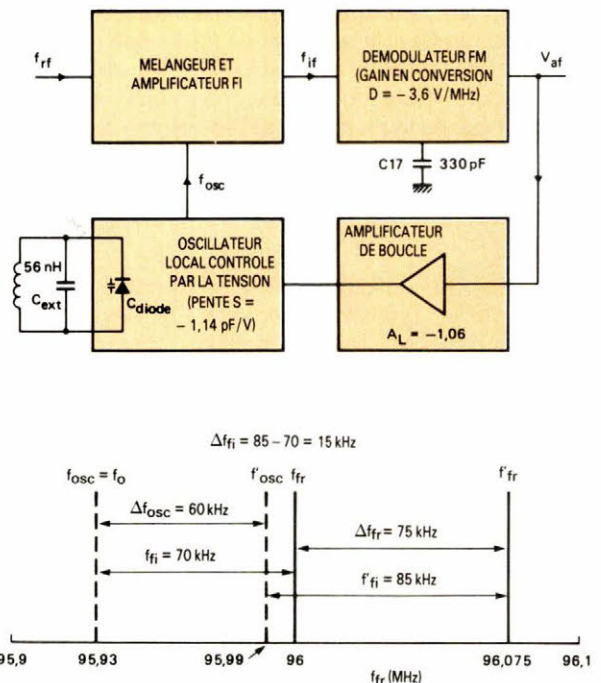 f_rf
MELANGEUR ET
AMPLIFICATEUR FI
f_if
DEMODULATEUR FM
(GAIN EN CONVERSION
D = − 3,6 V/MHz)
V_af
C17
330 pF
f_osc
56 nH
C_ext
C_diode
OSCILLATEUR
LOCAL CONTROLE
PAR LA TENSION
(PENTE S =
− 1,14 pF/V)
AMPLIFICATEUR
DE BOUCLE
A_L = −1,06
Δf_fi = 85 − 70 = 15 kHz
f_osc = f_o
f'_osc
f_fr
f'_fr
Δf_osc = 60 kHz
Δf_fr = 75 kHz
f_fi = 70 kHz
f'_fi = 85 kHz
95,9
95,93
95,99
96
96,075
96,1
f_fr (MHz)